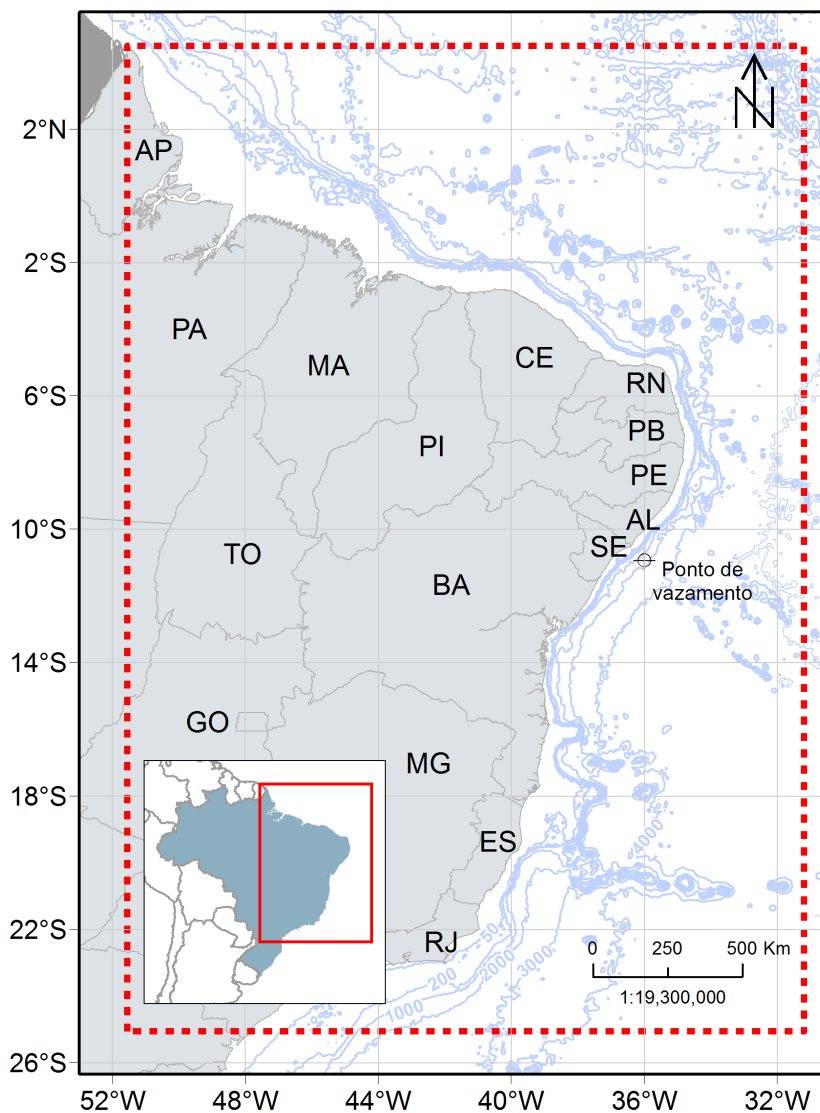 2°N
2°S
6°S
10°S
14°S
18°S
22°S
26°S
52°W
48°W
44°W
40°W
36°W
32°W
AP
PA
MA
CE
RN
PI
PB
PE
AL
SE
TO
BA
Ponto de
vazamento
GO
MG
ES
RJ
N
50
200
1000
2000
3000
4000
0 250 500 Km
1:19,300,000